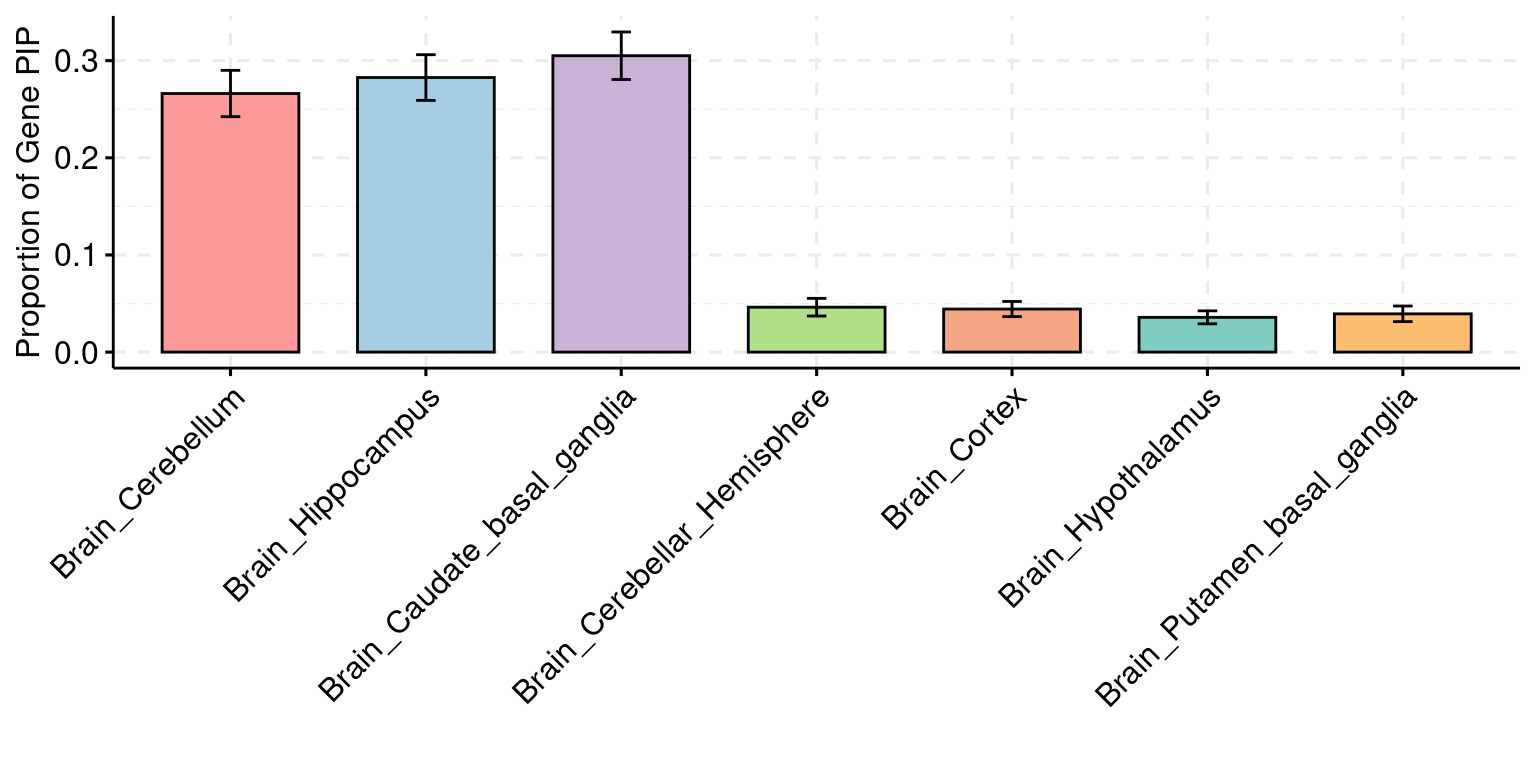 Proportion of Gene PIP
0.3
0.2
0.1
0.0
Brain_Cerebellum
Brain_Hippocampus
Brain_Caudate_basal_ganglia
Brain_Cerebellar_Hemisphere
Brain_Cortex
Brain_Hypothalamus
Brain_Putamen_basal_ganglia